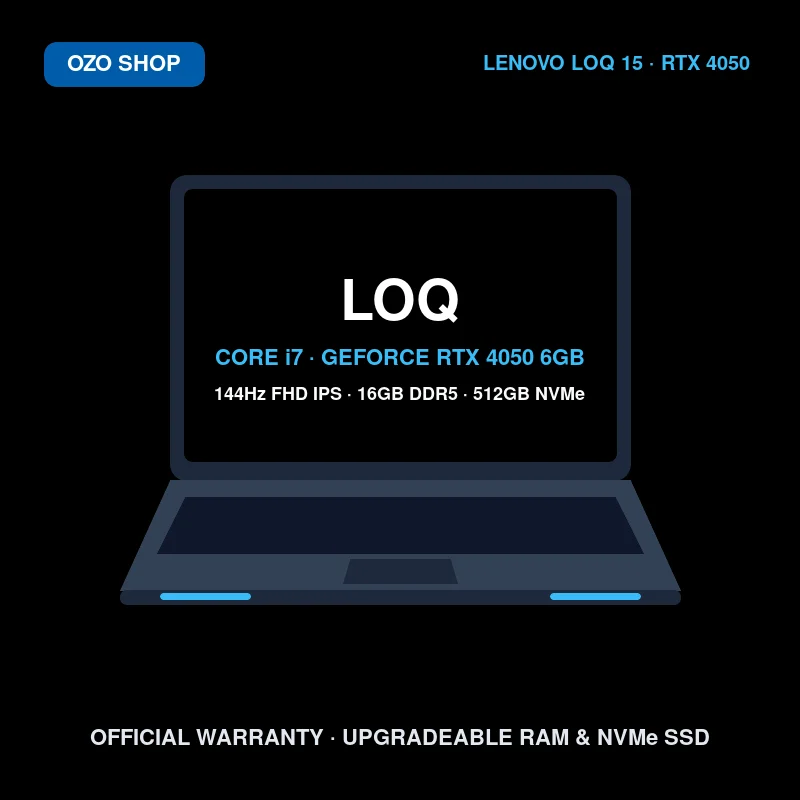 OZO SHOP
LENOVO LOQ 15 · RTX 4050
LOQ
CORE i7 · GEFORCE RTX 4050 6GB
144Hz FHD IPS · 16GB DDR5 · 512GB NVMe
OFFICIAL WARRANTY · UPGRADEABLE RAM & NVMe SSD